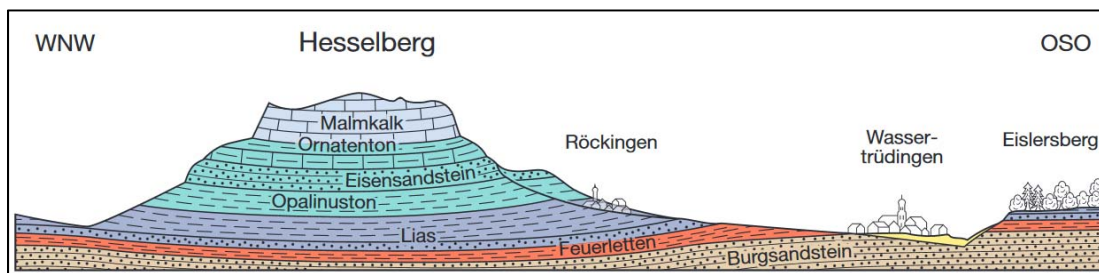 WNW
Hesselberg
OSO
Malmkalk
Ornatenton
Eisensandstein
Opalinuston
Lias
Feuerletten
Burgsandstein
Röckingen
Wasser-
trüdingen
Eislersberg